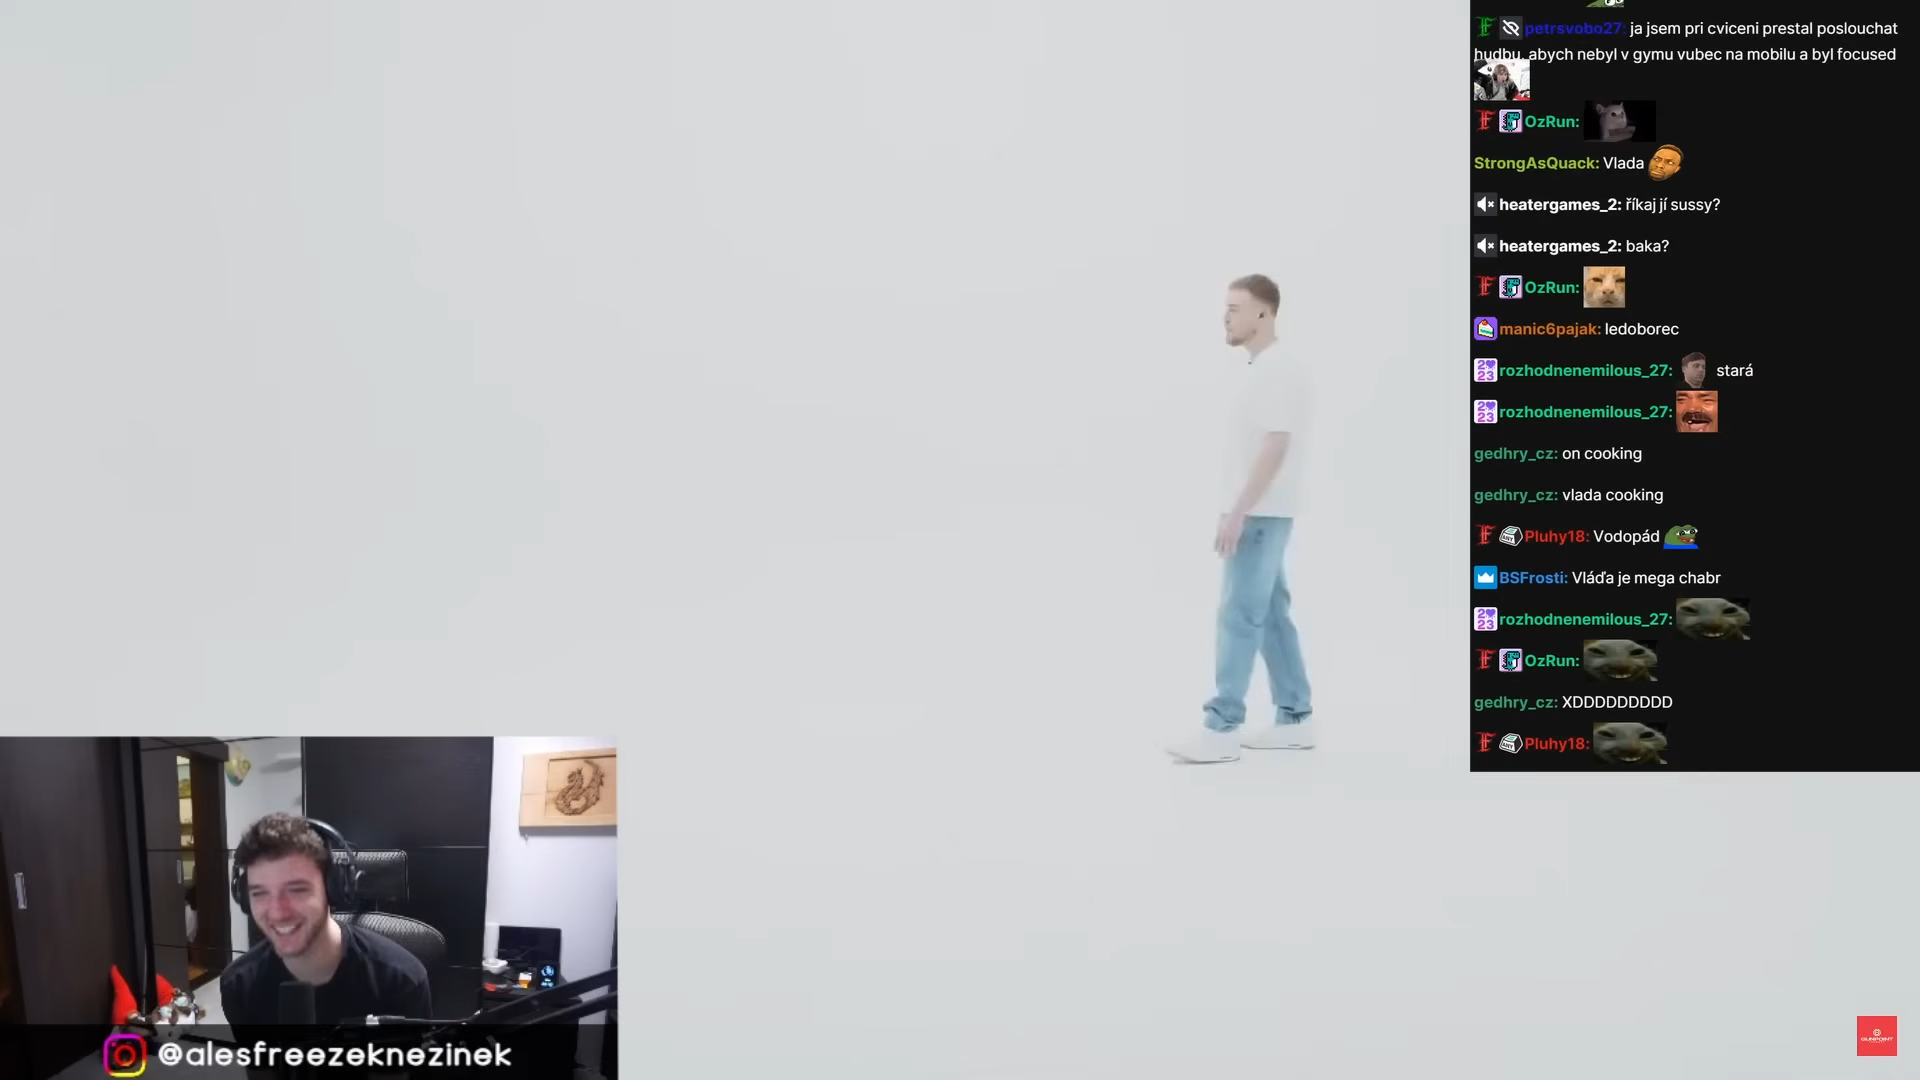 petrsvobo27: ja jsem pri cviceni prestal poslouchat
hudbu, abych nebyl v gymu vubec na mobilu a byl focused
OzRun:
StrongAsQuack: Vlada
heatergames_2: říkaj jí sussy?
heatergames_2: baka?
OzRun:
manic6pajak: ledoborec
rozhodnenemilous_27: stará
rozhodnenemilous_27:
gedhry_cz: on cooking
gedhry_cz: vlada cooking
Pluhy18: Vodopád
BSFrosti: Vláďa je mega chabr
rozhodnenemilous_27:
OzRun:
gedhry_cz: XDDDDDDDDD
Pluhy18:
@alesfreezeknezinek
GUNPOINT